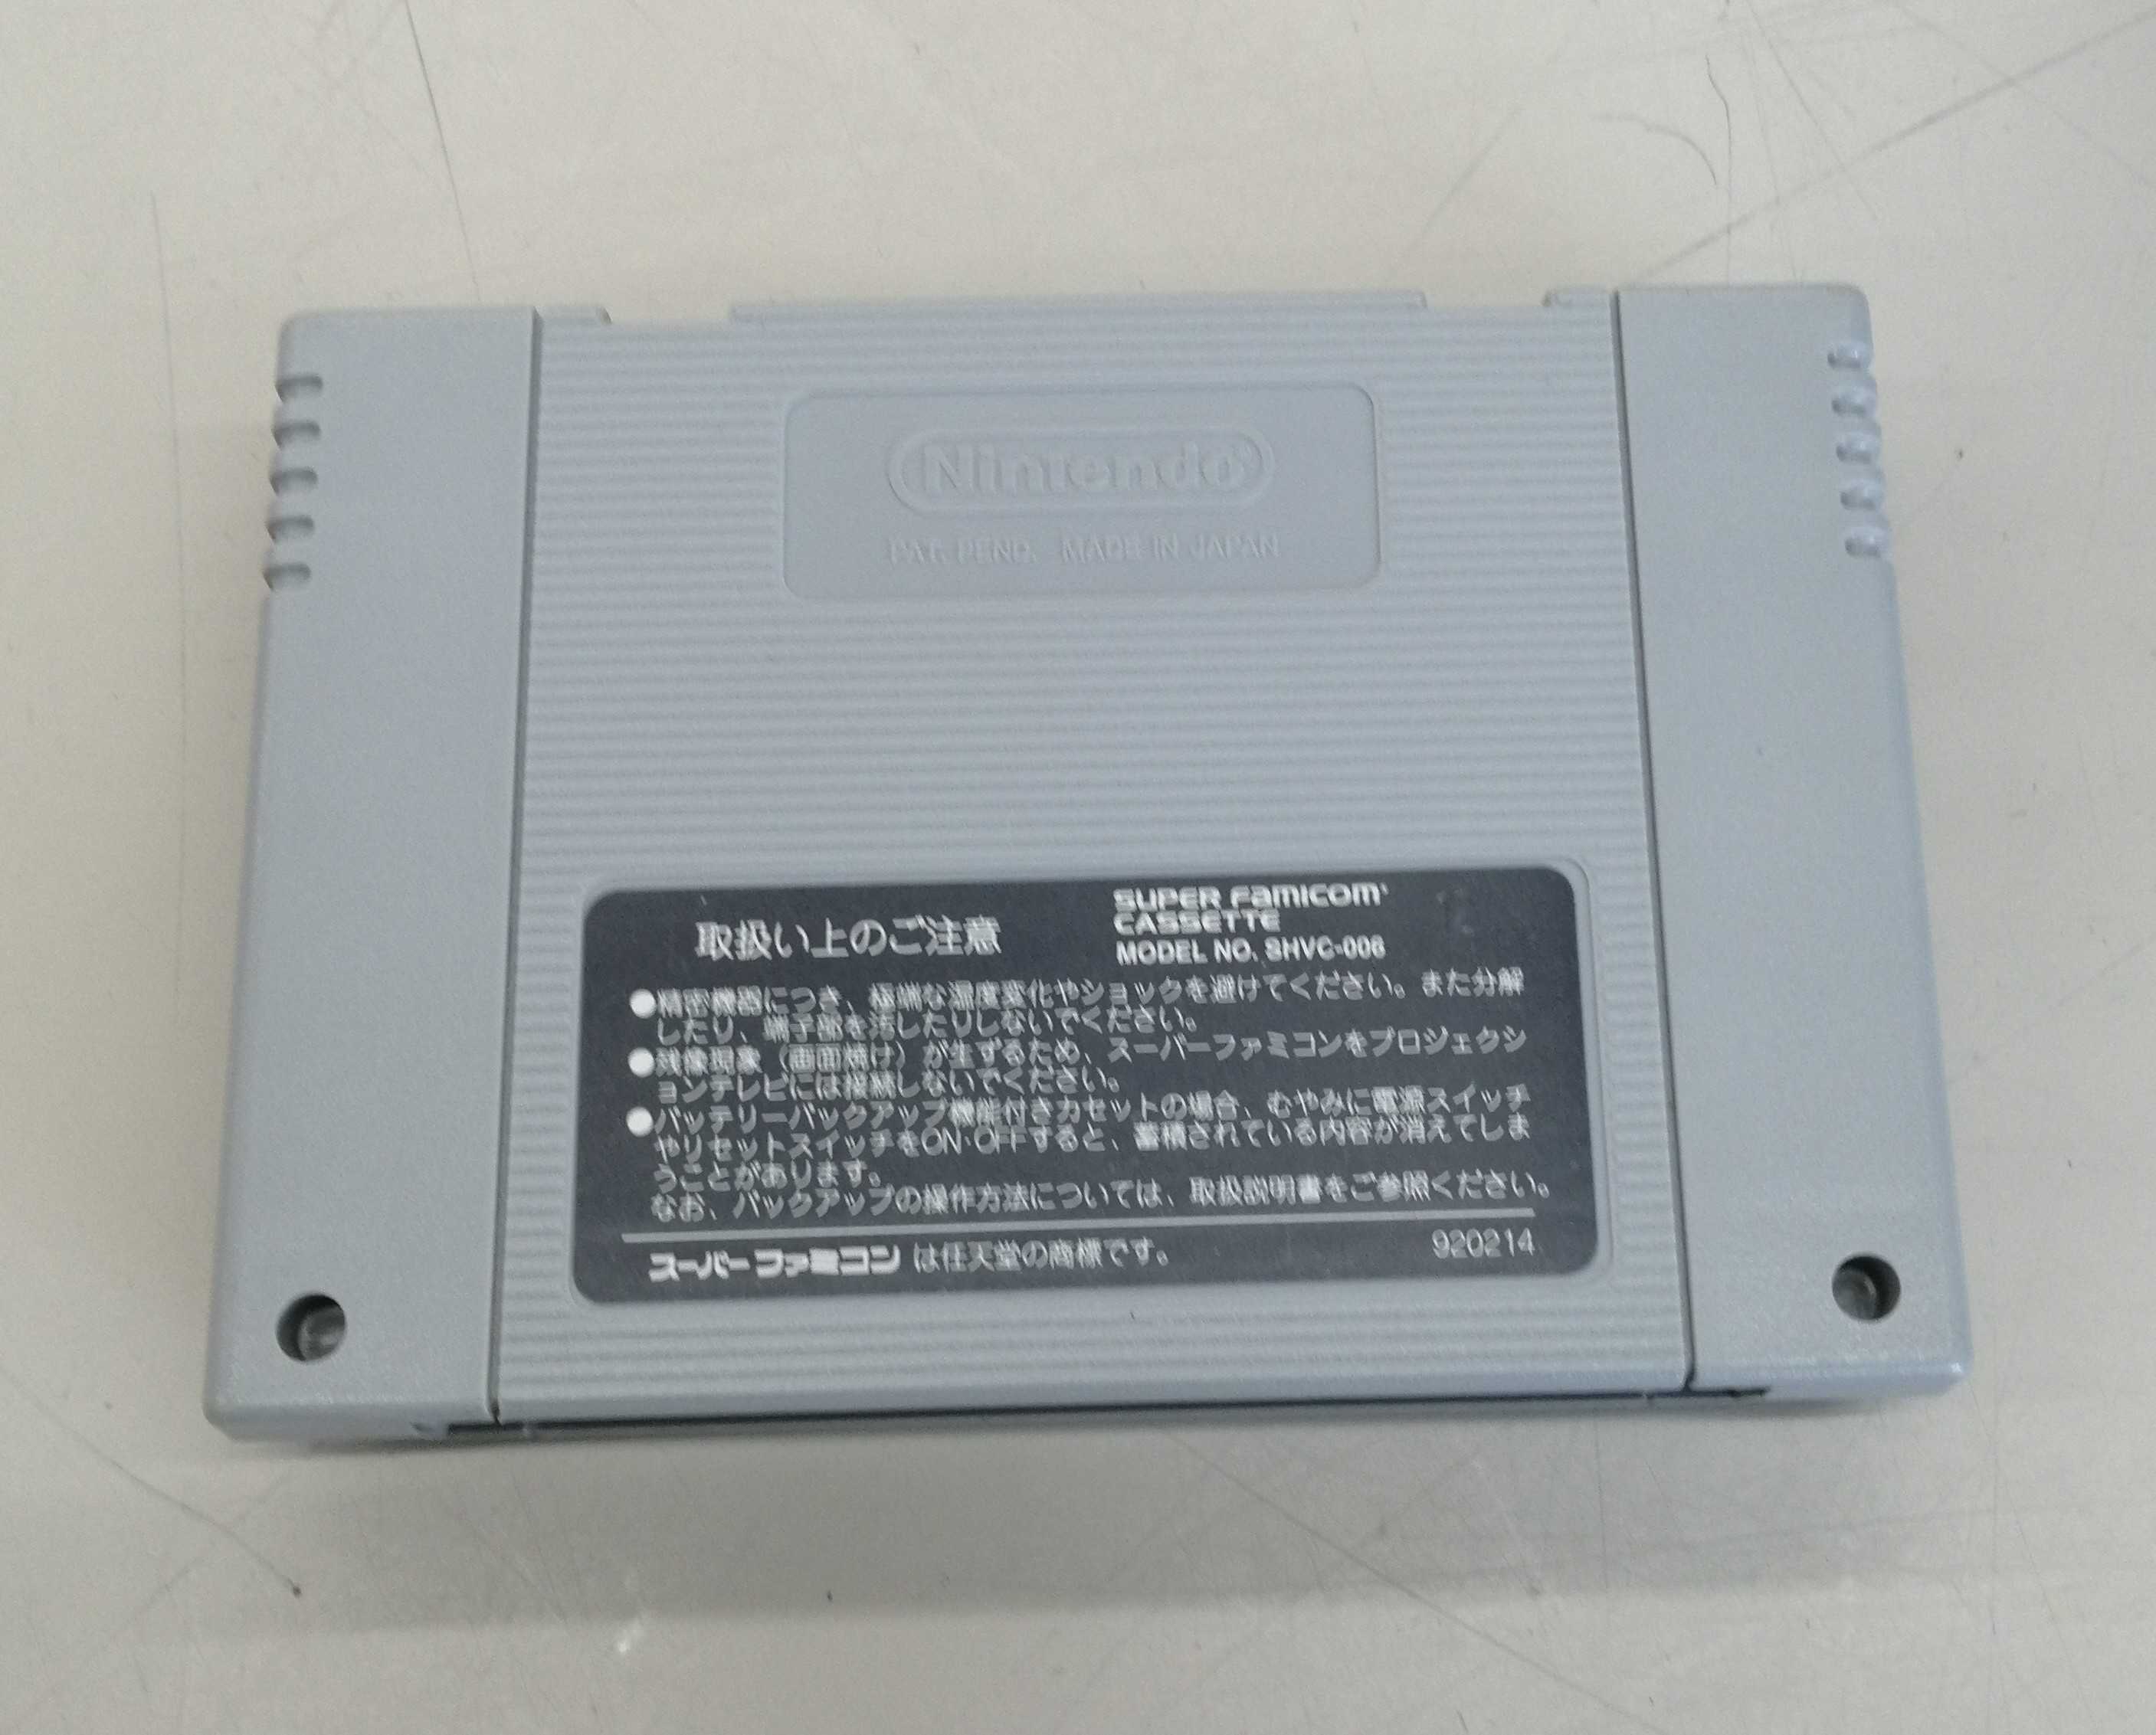 Nintendo®
PAT. PEND. MADE IN JAPAN
取扱い上のご注意
SUPER FAMICOM
CASSETTE
MODEL NO. SHVC-006
●精密機器につき、極端な温度変化やショックを避けてください。また分解
したり、端子部を汚したりしないでください。
●残像現象（画面焼け）が生ずるため、スーパーファミコンをプロジェクシ
ョンテレビには接続しないでください。
●バッテリーバックアップ機能付きカセットの場合、むやみに電源スイッチ
やリセットスイッチをON・OFFすると、蓄積されている内容が消えてしま
うことがあります。
なお、バックアップの操作方法については、取扱説明書をご参照ください。
スーパーファミコンは任天堂の商標です。
920214